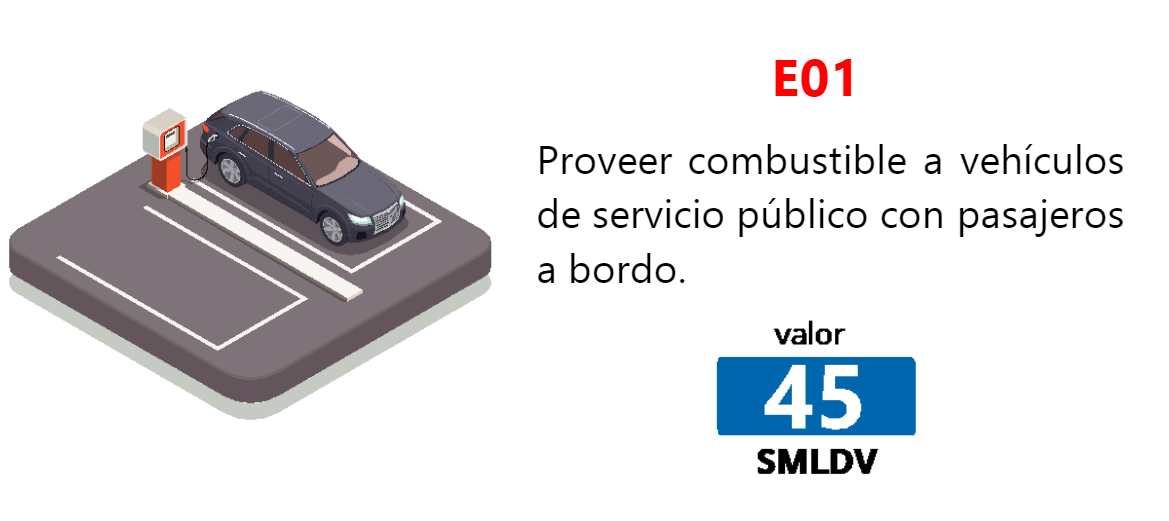 E01
Proveer combustible a vehículos
de servicio público con pasajeros
a bordo.
valor
45
SMLDV